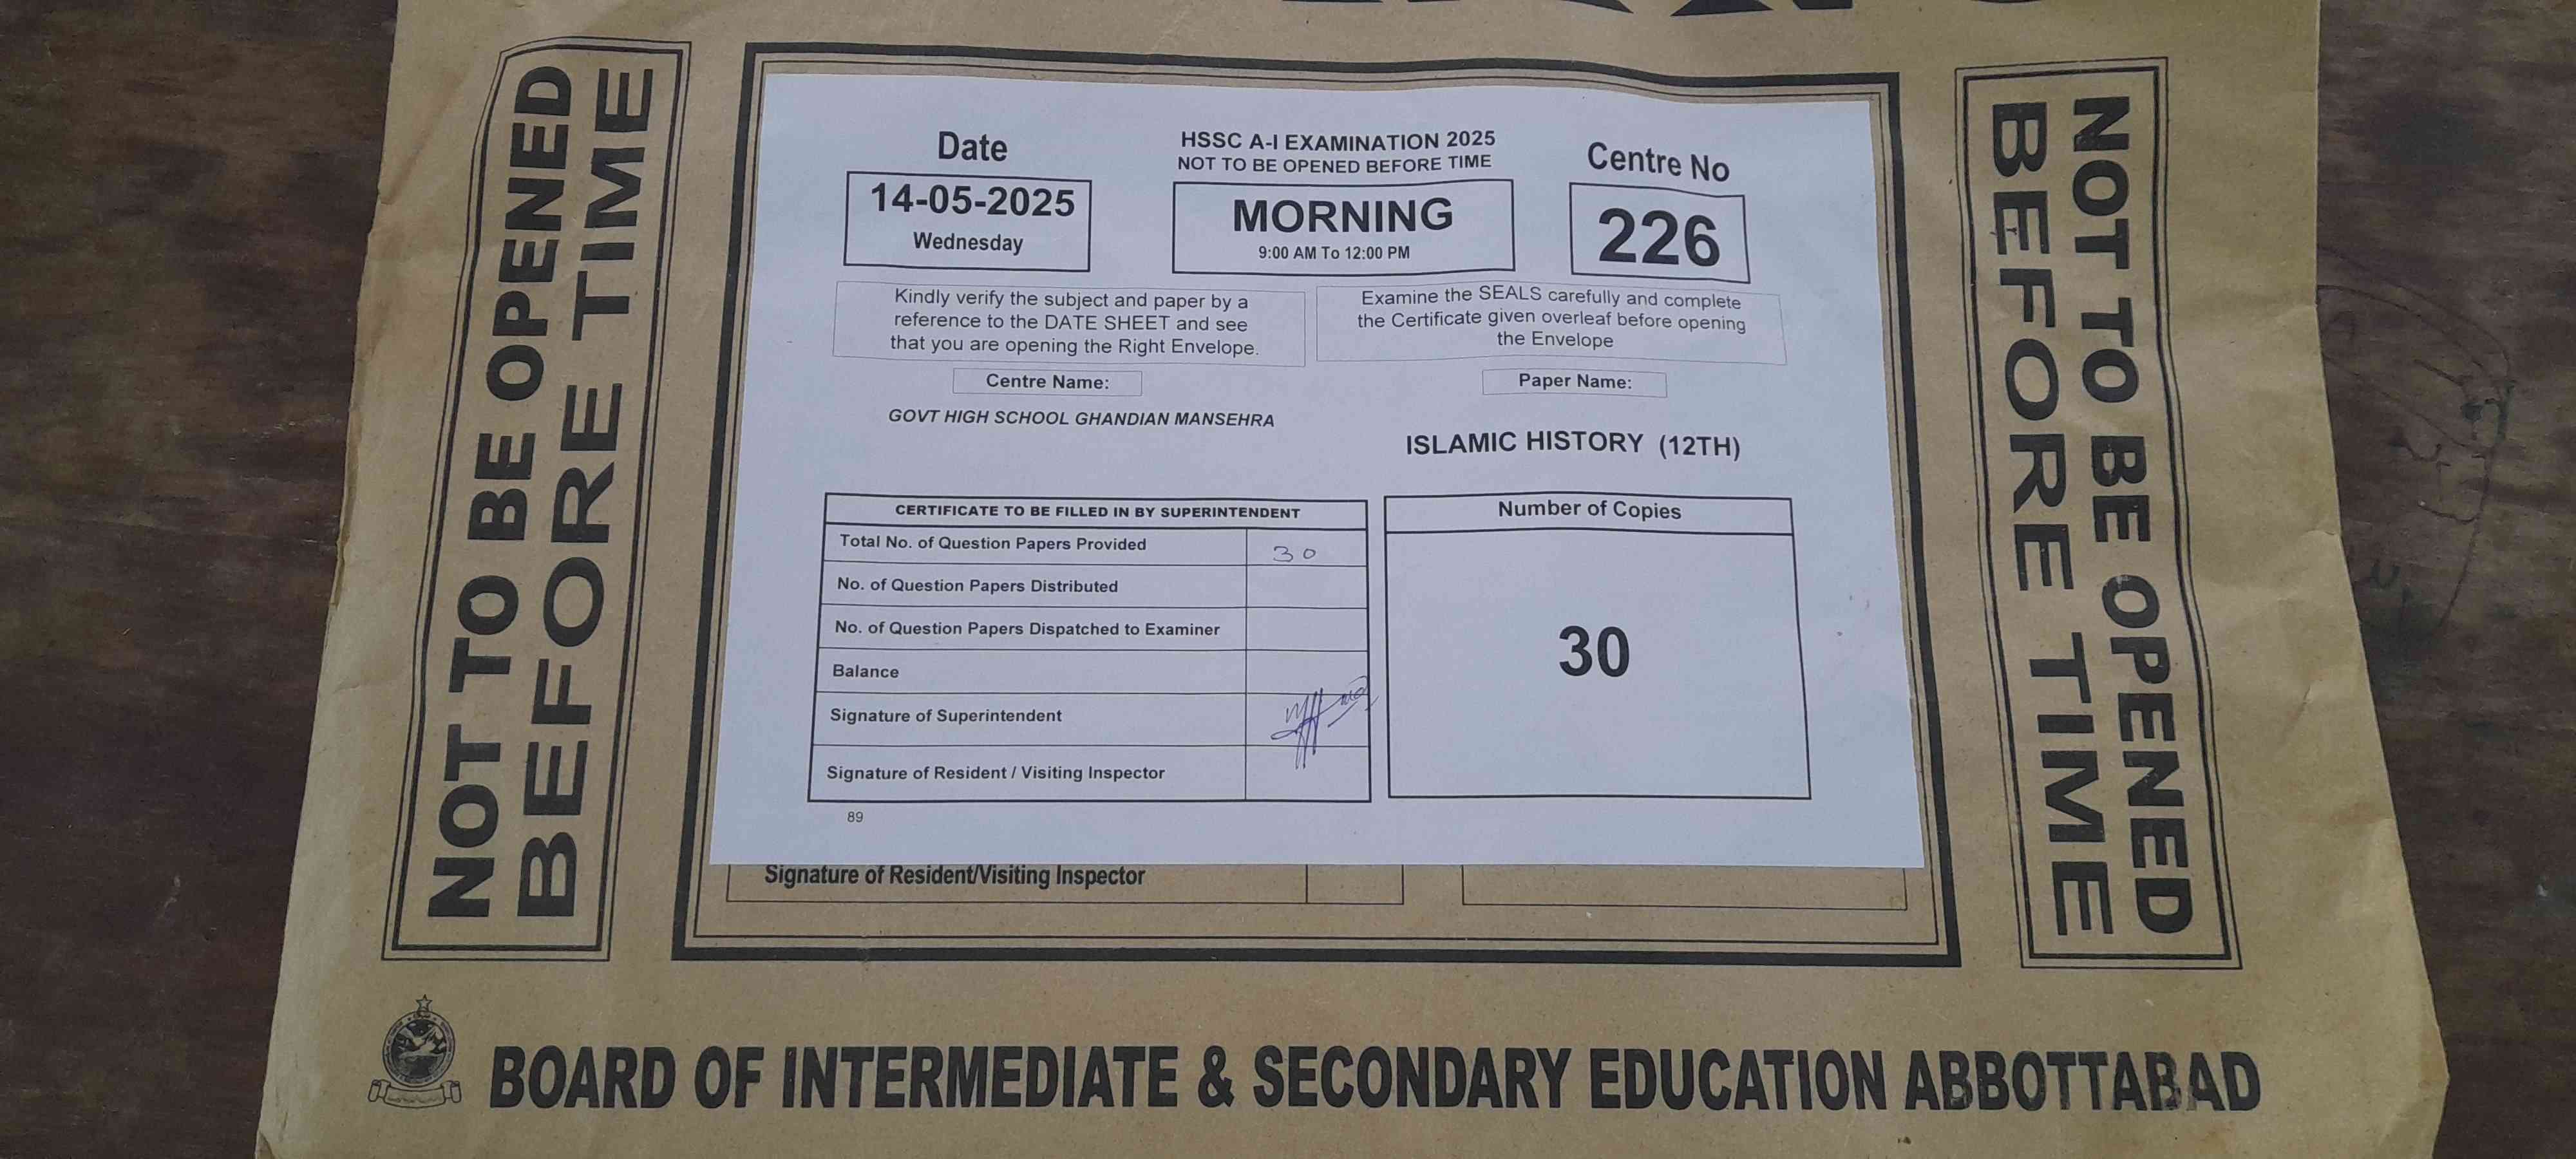 NOT TO BE OPENED
BEFORE TIME
Date
14-05-2025
Wednesday
HSSC A-I EXAMINATION 2025
NOT TO BE OPENED BEFORE TIME
MORNING
9:00 AM To 12:00 PM
Centre No
226
Kindly verify the subject and paper by a
reference to the DATE SHEET and see
that you are opening the Right Envelope.
Examine the SEALS carefully and complete
the Certificate given overleaf before opening
the Envelope
Centre Name:
GOVT HIGH SCHOOL GHANDIAN MANSEHRA
Paper Name:
ISLAMIC HISTORY (12TH)
CERTIFICATE TO BE FILLED IN BY SUPERINTENDENT
Total No. of Question Papers Provided 30
No. of Question Papers Distributed
No. of Question Papers Dispatched to Examiner
Balance
Signature of Superintendent
Signature of Resident / Visiting Inspector
Number of Copies
30
89
Signature of Resident/Visiting Inspector
NOT TO BE OPENED
BEFORE TIME
BOARD OF INTERMEDIATE & SECONDARY EDUCATION ABBOTTABAD